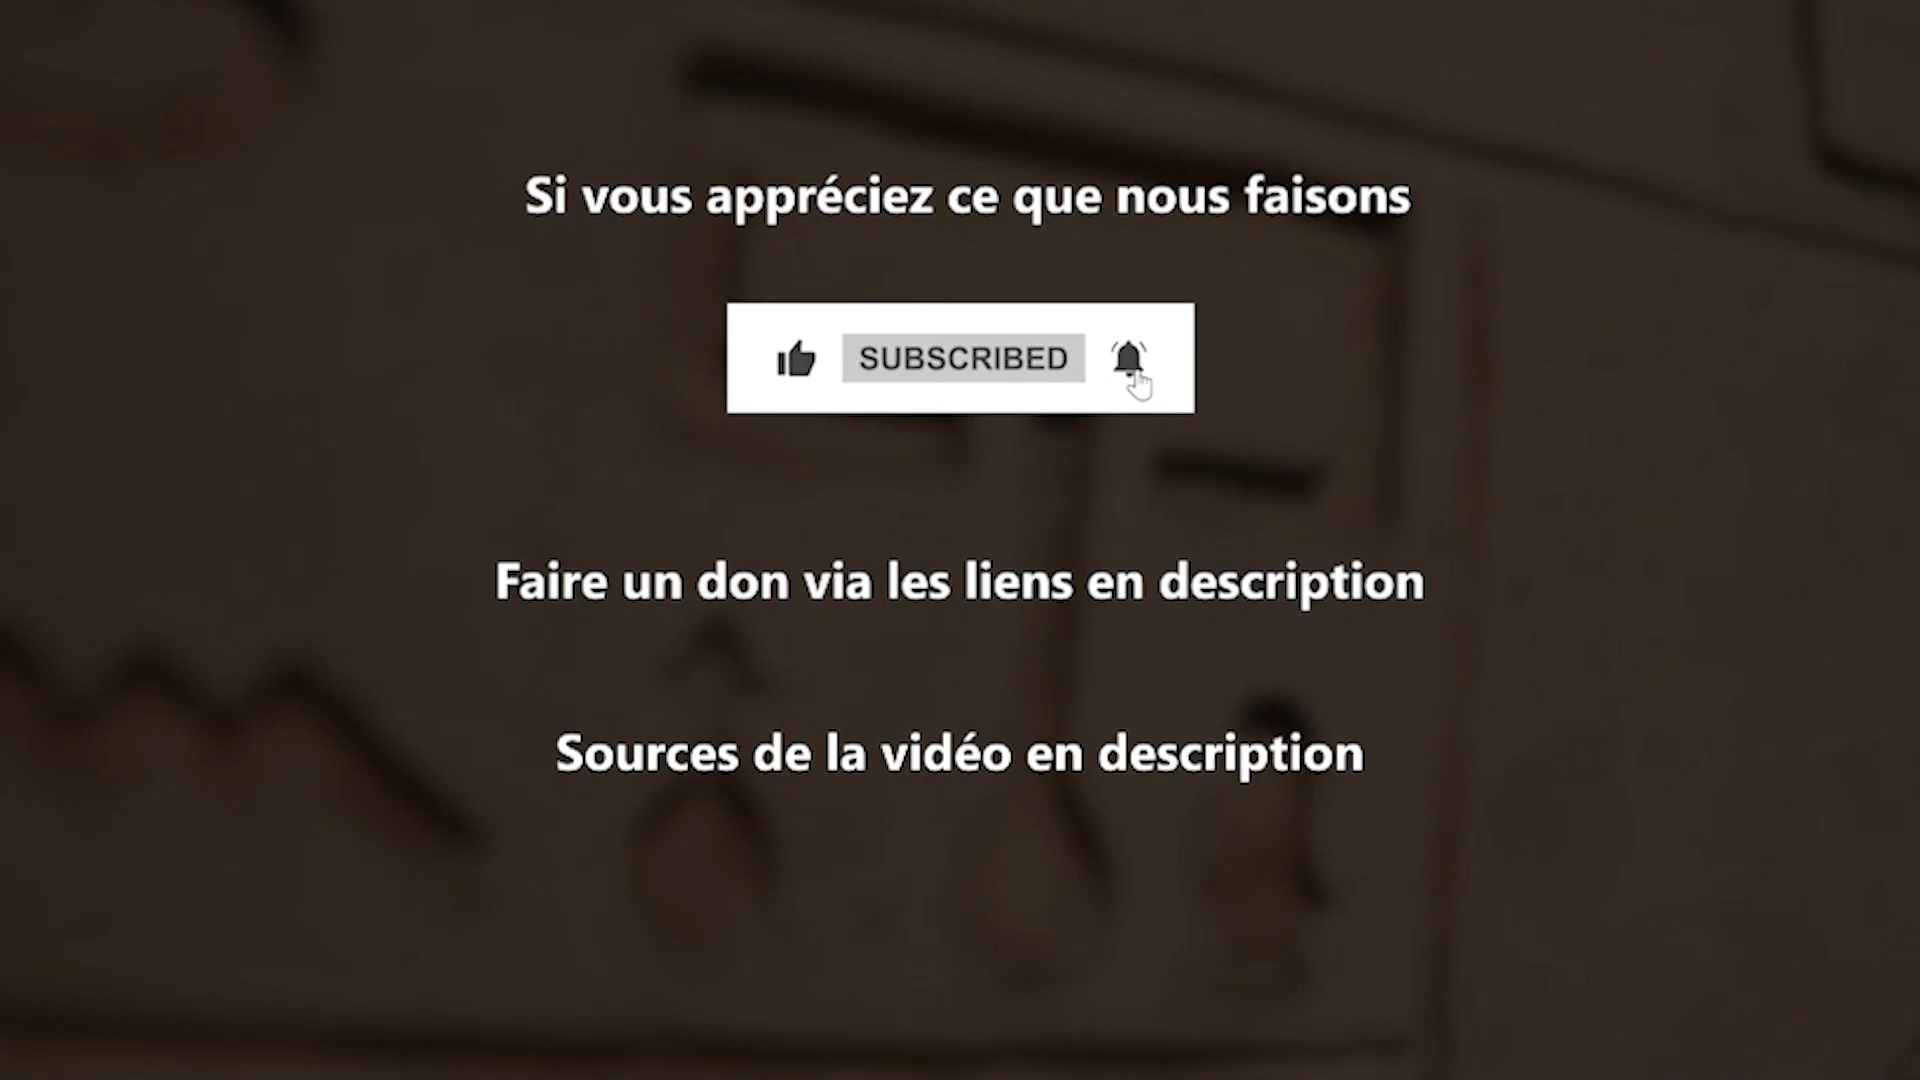 Si vous appréciez ce que nous faisons
SUBSCRIBED
Faire un don via les liens en description
Sources de la vidéo en description